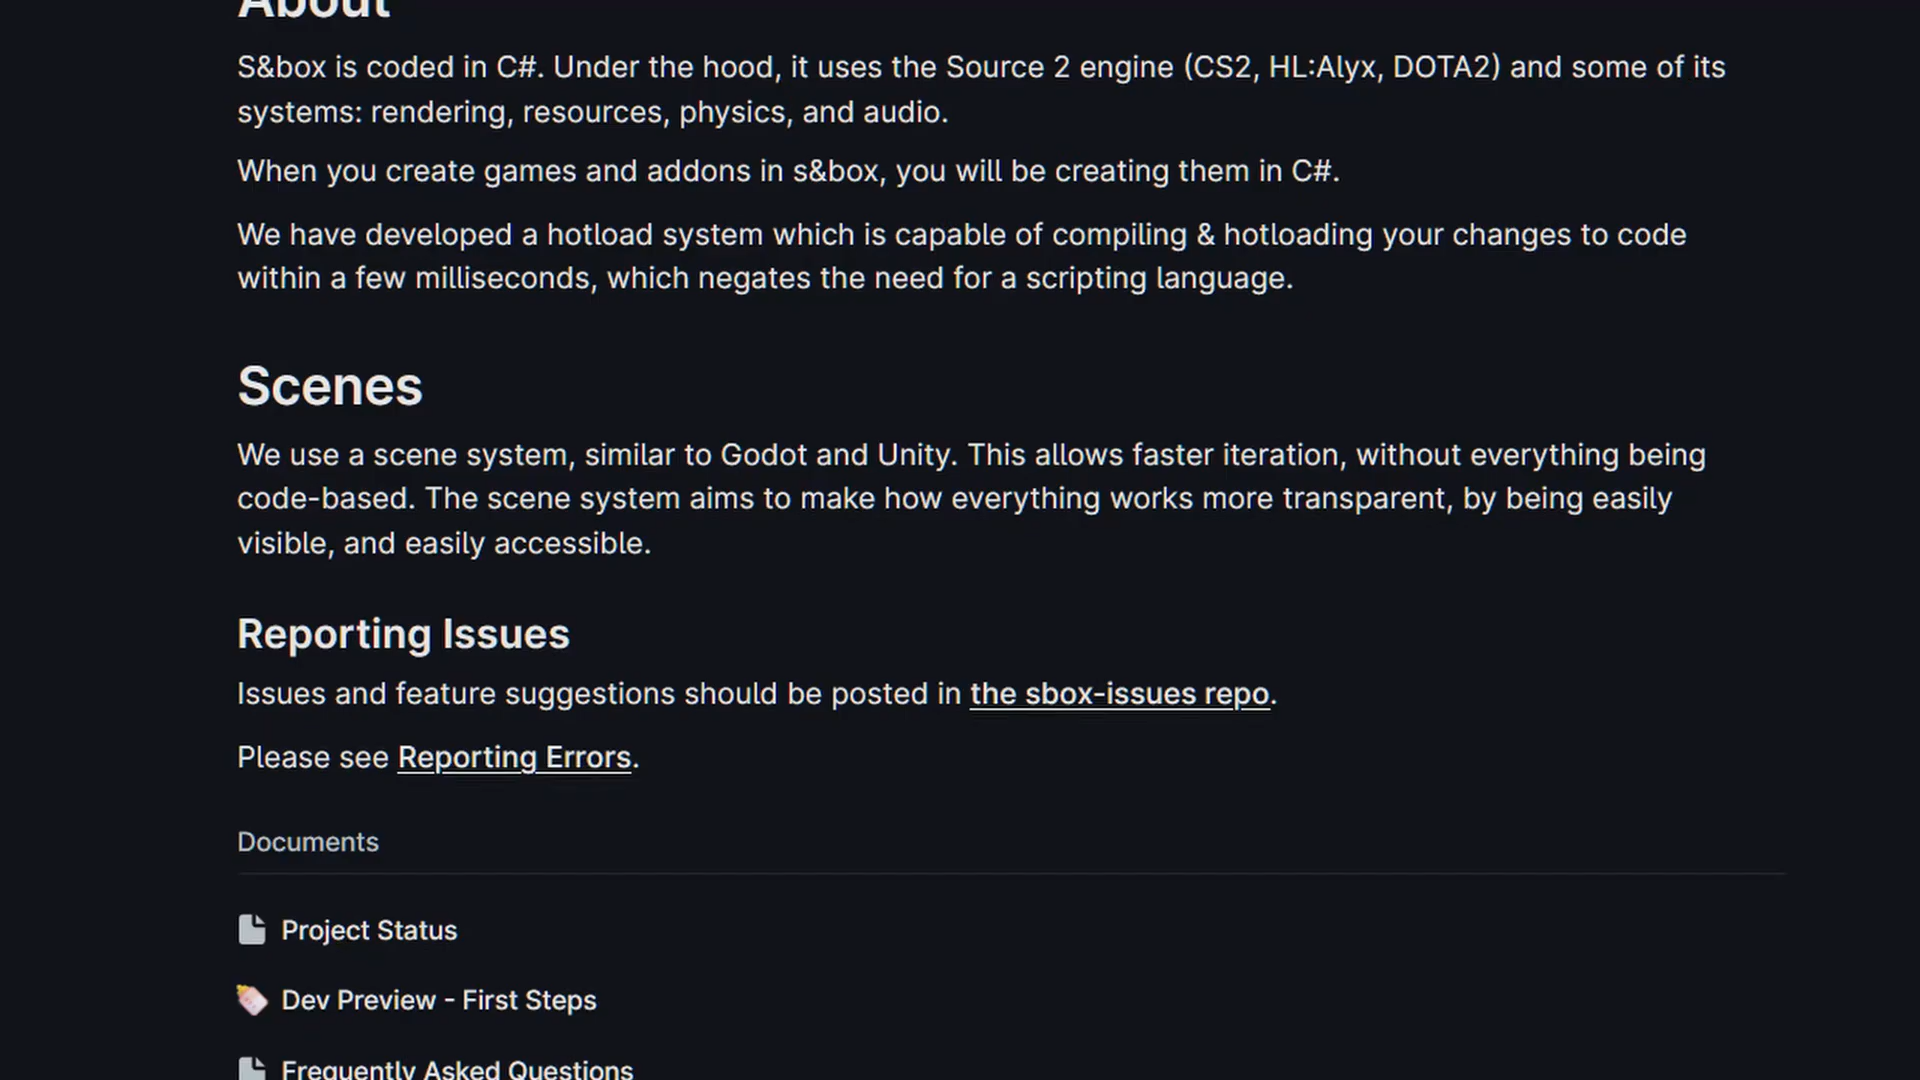 About
S&box is coded in C#. Under the hood, it uses the Source 2 engine (CS2, HL:Alyx, DOTA2) and some of its
systems: rendering, resources, physics, and audio.
When you create games and addons in s&box, you will be creating them in C#.
We have developed a hotload system which is capable of compiling & hotloading your changes to code
within a few milliseconds, which negates the need for a scripting language.
Scenes
We use a scene system, similar to Godot and Unity. This allows faster iteration, without everything being
code-based. The scene system aims to make how everything works more transparent, by being easily
visible, and easily accessible.
Reporting Issues
Issues and feature suggestions should be posted in the sbox-issues repo.
Please see Reporting Errors.
Documents
Project Status
Dev Preview - First Steps
Frequently Asked Questions